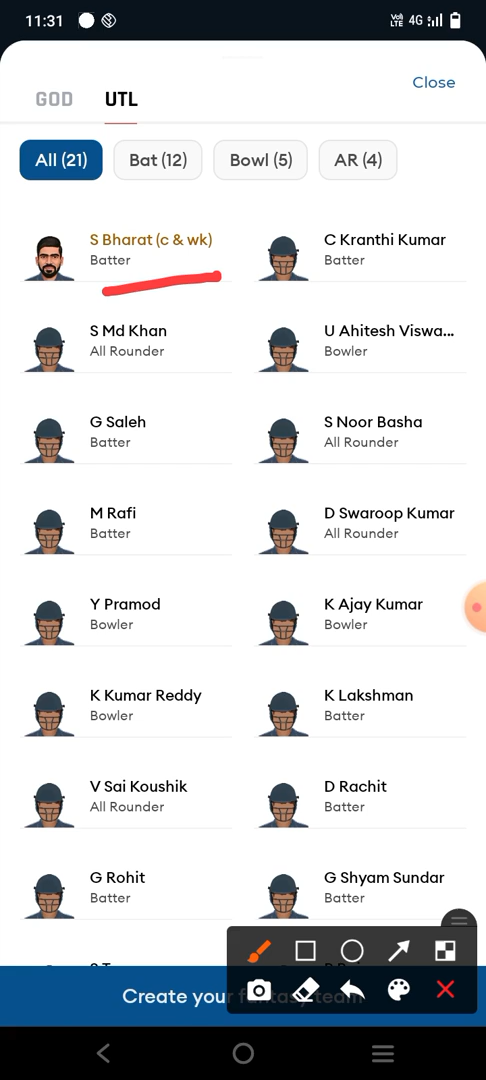 11:31
Vo)) LTE 4G
Close
GOD UTL
All (21) Bat (12) Bowl (5) AR (4)
S Bharat (c & wk) C Kranthi Kumar
Batter Batter
S Md Khan U Ahitesh Viswa...
All Rounder Bowler
G Saleh S Noor Basha
Batter All Rounder
M Rafi D Swaroop Kumar
Batter All Rounder
Y Pramod K Ajay Kumar
Bowler Bowler
K Kumar Reddy K Lakshman
Bowler Batter
V Sai Koushik D Rachit
All Rounder Batter
G Rohit G Shyam Sundar
Batter Batter
Create your fantasy team